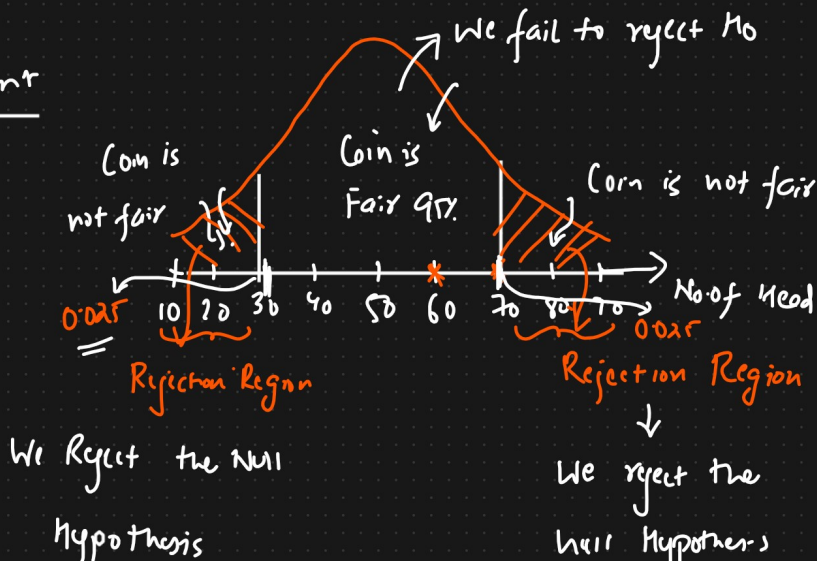 We fail to reject H0
nt
Coin is
not fair
Coin is
Fair 95%
Coin is not fair
0.025
10 20 30 40 50 60 70 80 90
No. of Head
0.025
Rejection Region
Rejection Region
We Reject the Null
Hypothesis
We reject the
null Hypothesis